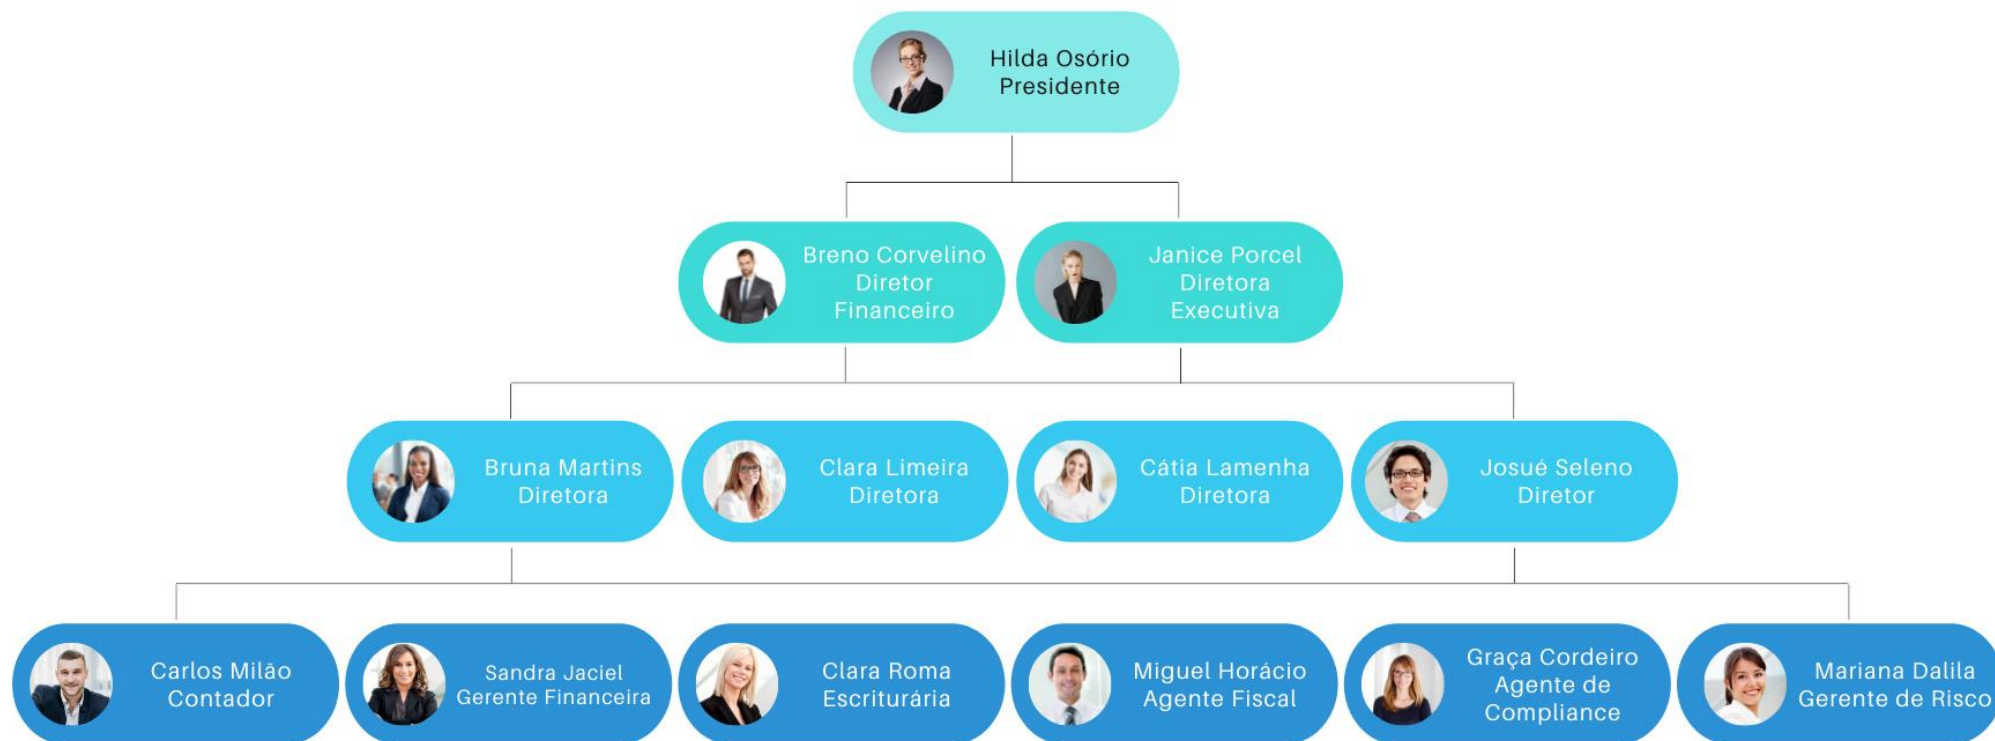 Hilda Osório
Presidente
Breno Corvelino
Diretor
Financeiro
Janice Porcel
Diretora
Executiva
Bruna Martins
Diretora
Clara Limeira
Diretora
Cátia Lamenha
Diretora
Josué Seleno
Diretor
Carlos Milão
Contador
Sandra Jaciel
Gerente Financeira
Clara Roma
Escriturária
Miguel Horácio
Agente Fiscal
Graça Cordeiro
Agente de
Compliance
Mariana Dalila
Gerente de Risco